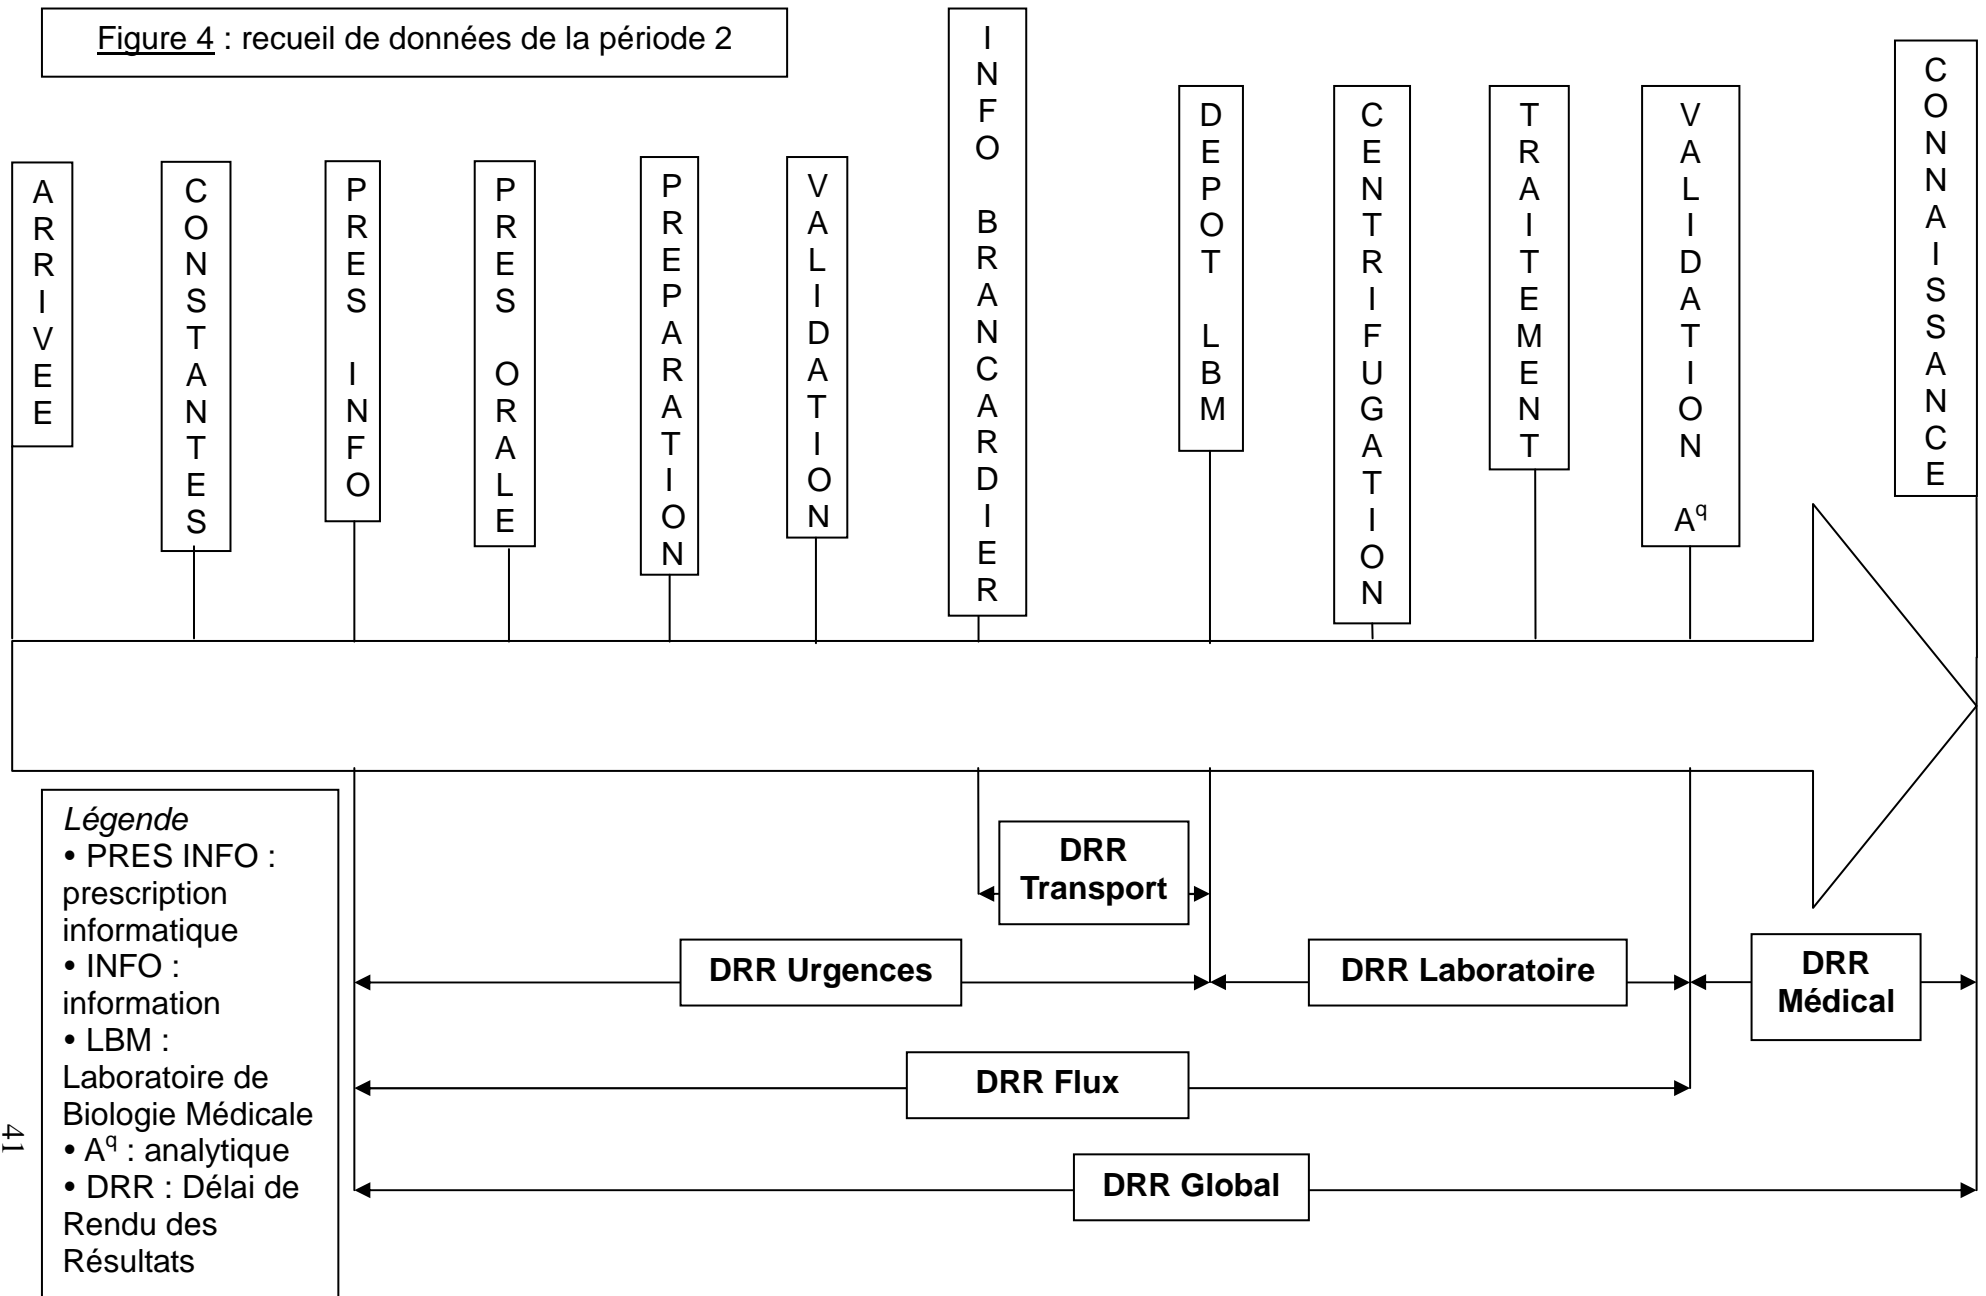 Figure 4 : recueil de données de la période 2
ARRIVEE
CONSTANTES
PRES INFO
PRES ORALE
PREPARATION
VALIDATION
INFO BRANCARDIER
DEPOT LBM
CENTRIFUGATION
TRAITEMENT
VALIDATION Aq
CONNAISSANCE
DRR
Transport
DRR Urgences
DRR Laboratoire
DRR
Médical
DRR Flux
DRR Global
Légende
• PRES INFO :
prescription
informatique
• INFO :
information
• LBM :
Laboratoire de
Biologie Médicale
• Aq : analytique
• DRR : Délai de
Rendu des
Résultats
41